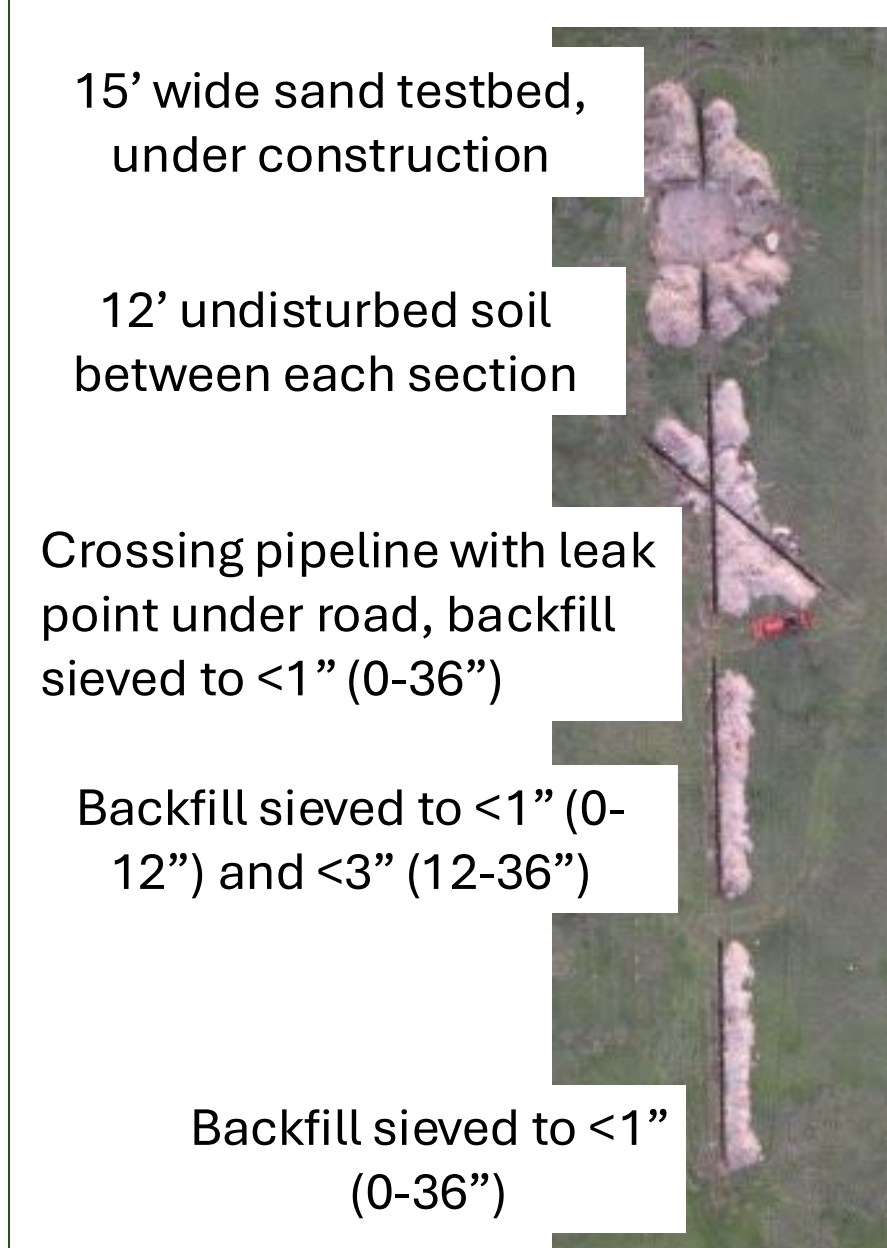 15’ wide sand testbed,
under construction
12’ undisturbed soil
between each section
Crossing pipeline with leak
point under road, backfill
sieved to <1” (0-36”)
Backfill sieved to <1” (0-
12”) and <3” (12-36”)
Backfill sieved to <1”
(0-36”)